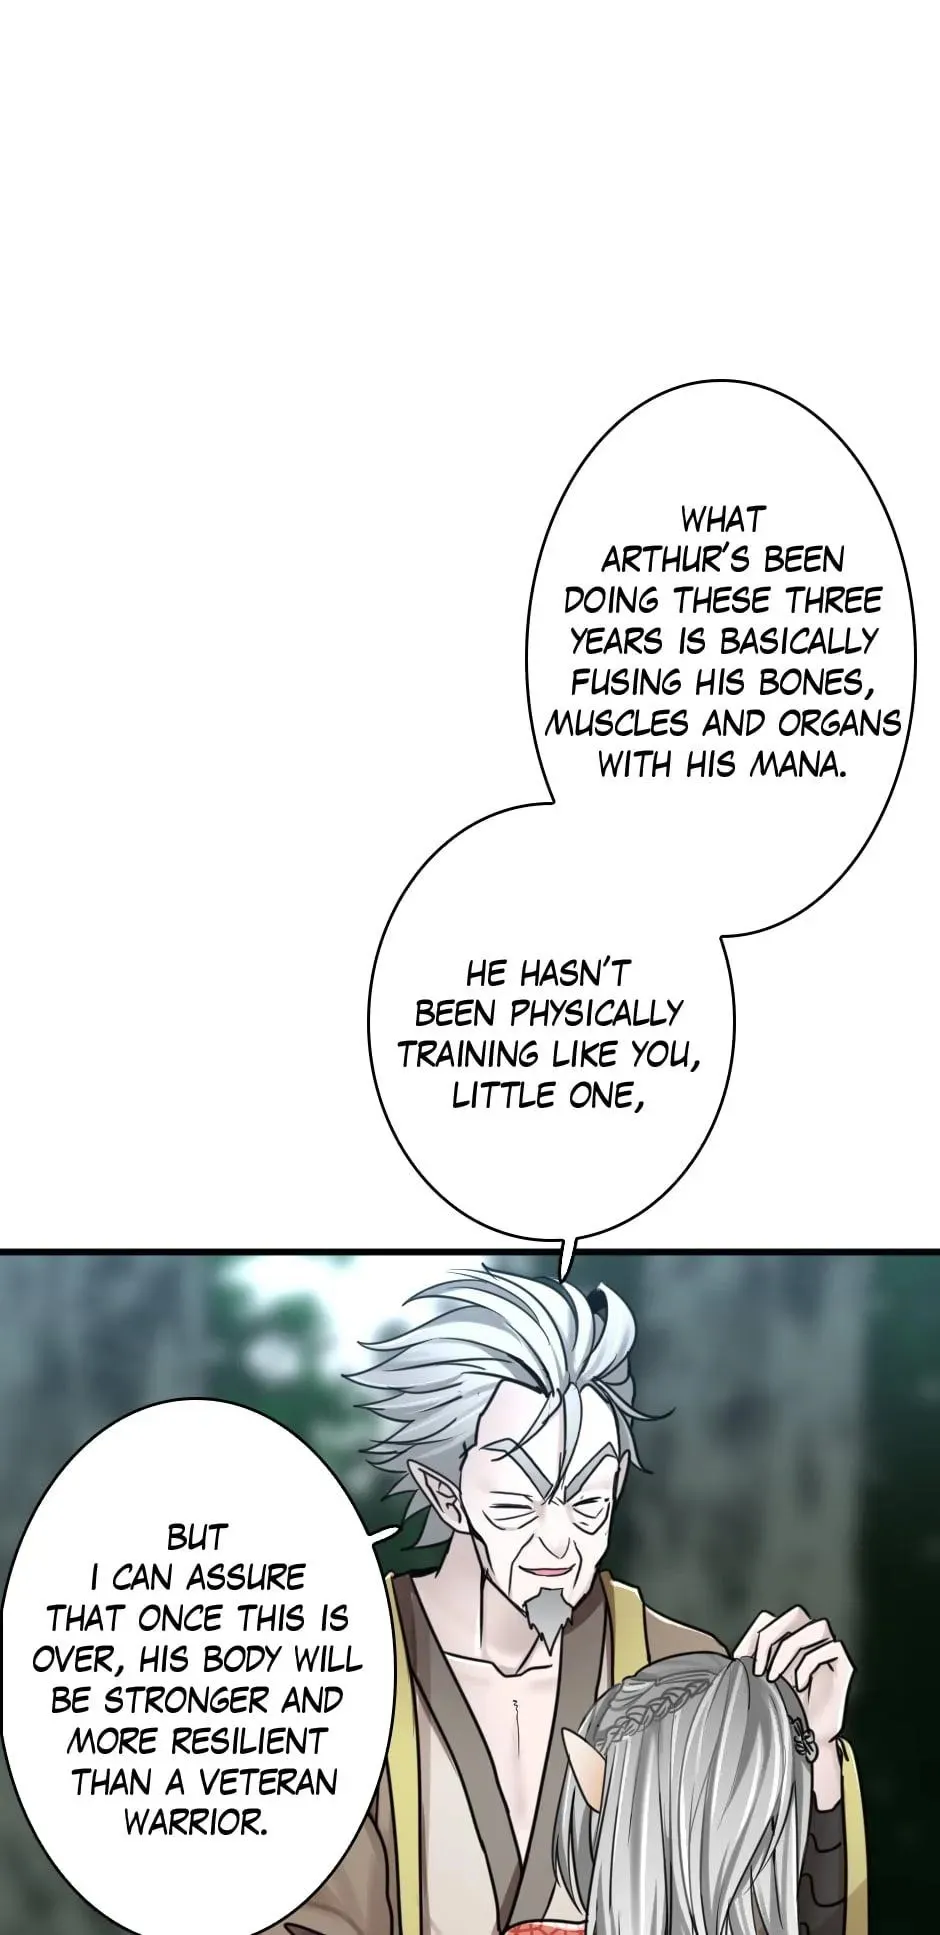 WHAT
ARTHUR'S BEEN
DOING THESE THREE
YEARS IS BASICALLY
FUSING HIS BONES,
MUSCLES AND ORGANS
WITH HIS MANA.
HE HASN'T
BEEN PHYSICALLY
TRAINING LIKE YOU,
LITTLE ONE,
BUT
I CAN ASSURE
THAT ONCE THIS IS
OVER, HIS BODY WILL
BE STRONGER AND
MORE RESILIENT
THAN A VETERAN
WARRIOR.